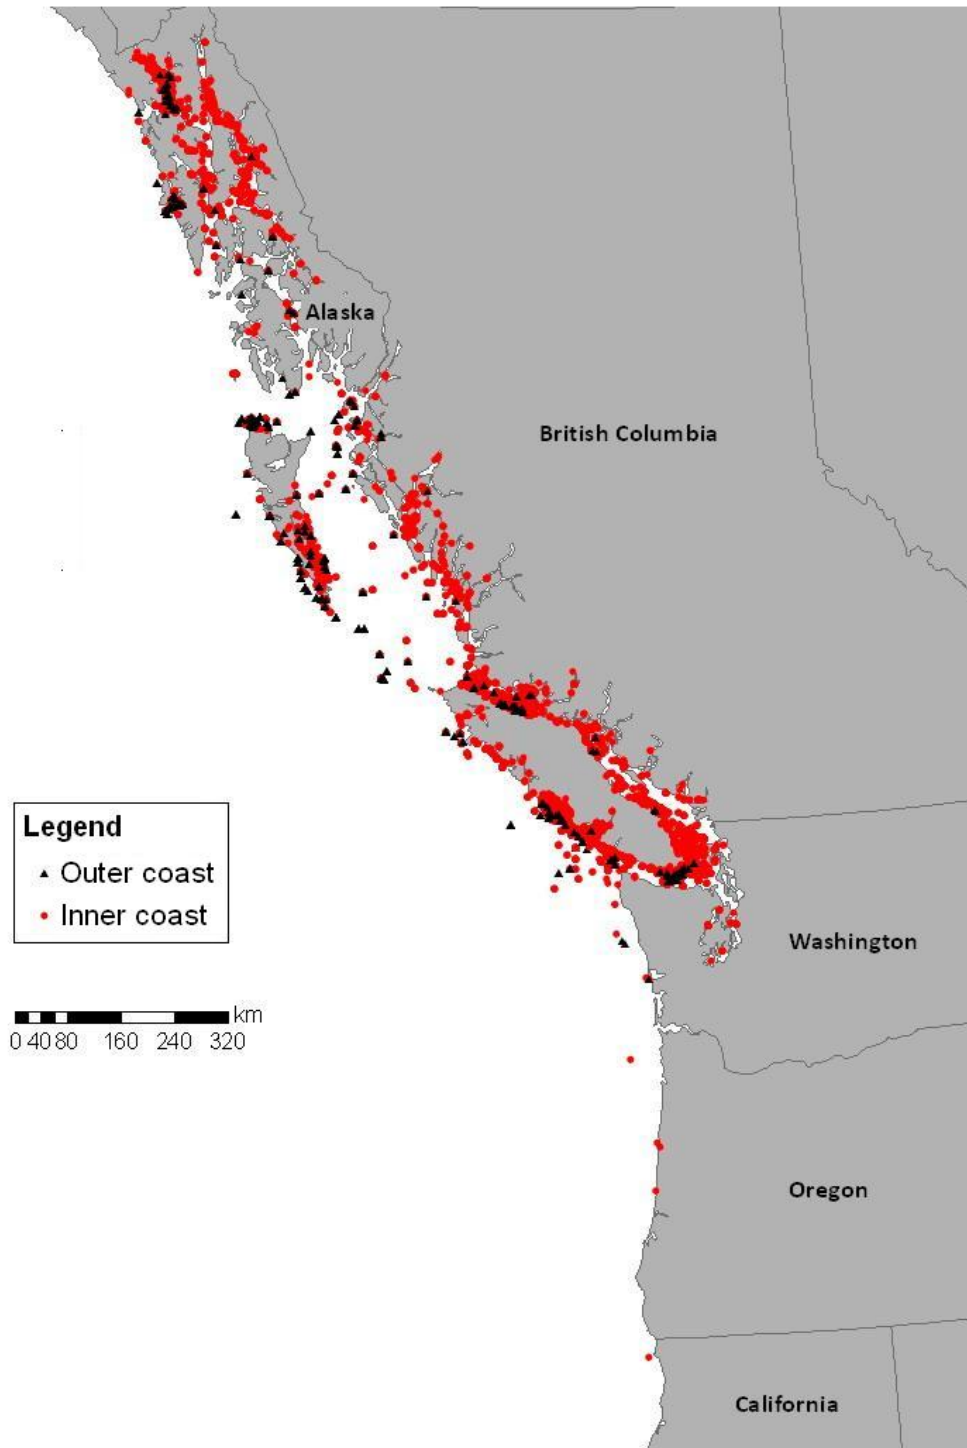 Alaska
British Columbia
Legend
Outer coast
Inner coast
Washington
km
0 40 80 160 240 320
Oregon
California